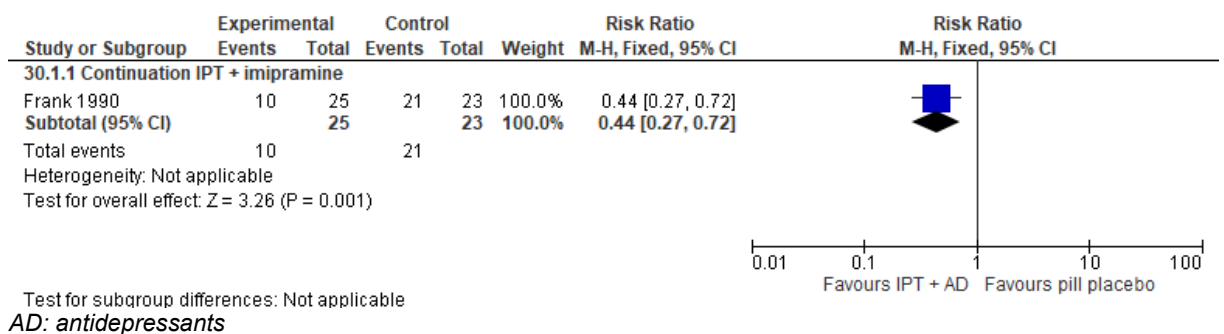 Experimental Control Risk Ratio Risk Ratio
Study or Subgroup Events Total Events Total Weight M-H, Fixed, 95% CI M-H, Fixed, 95% CI
30.1.1 Continuation IPT + imipramine
Frank 1990 10 25 21 23 100.0% 0.44 [0.27, 0.72]
Subtotal (95% CI) 25 23 100.0% 0.44 [0.27, 0.72]
Total events 10 21
Heterogeneity: Not applicable
Test for overall effect: Z = 3.26 (P = 0.001)
0.01 0.1 1 10 100
Favours IPT + AD Favours pill placebo
Test for subgroup differences: Not applicable
AD: antidepressants